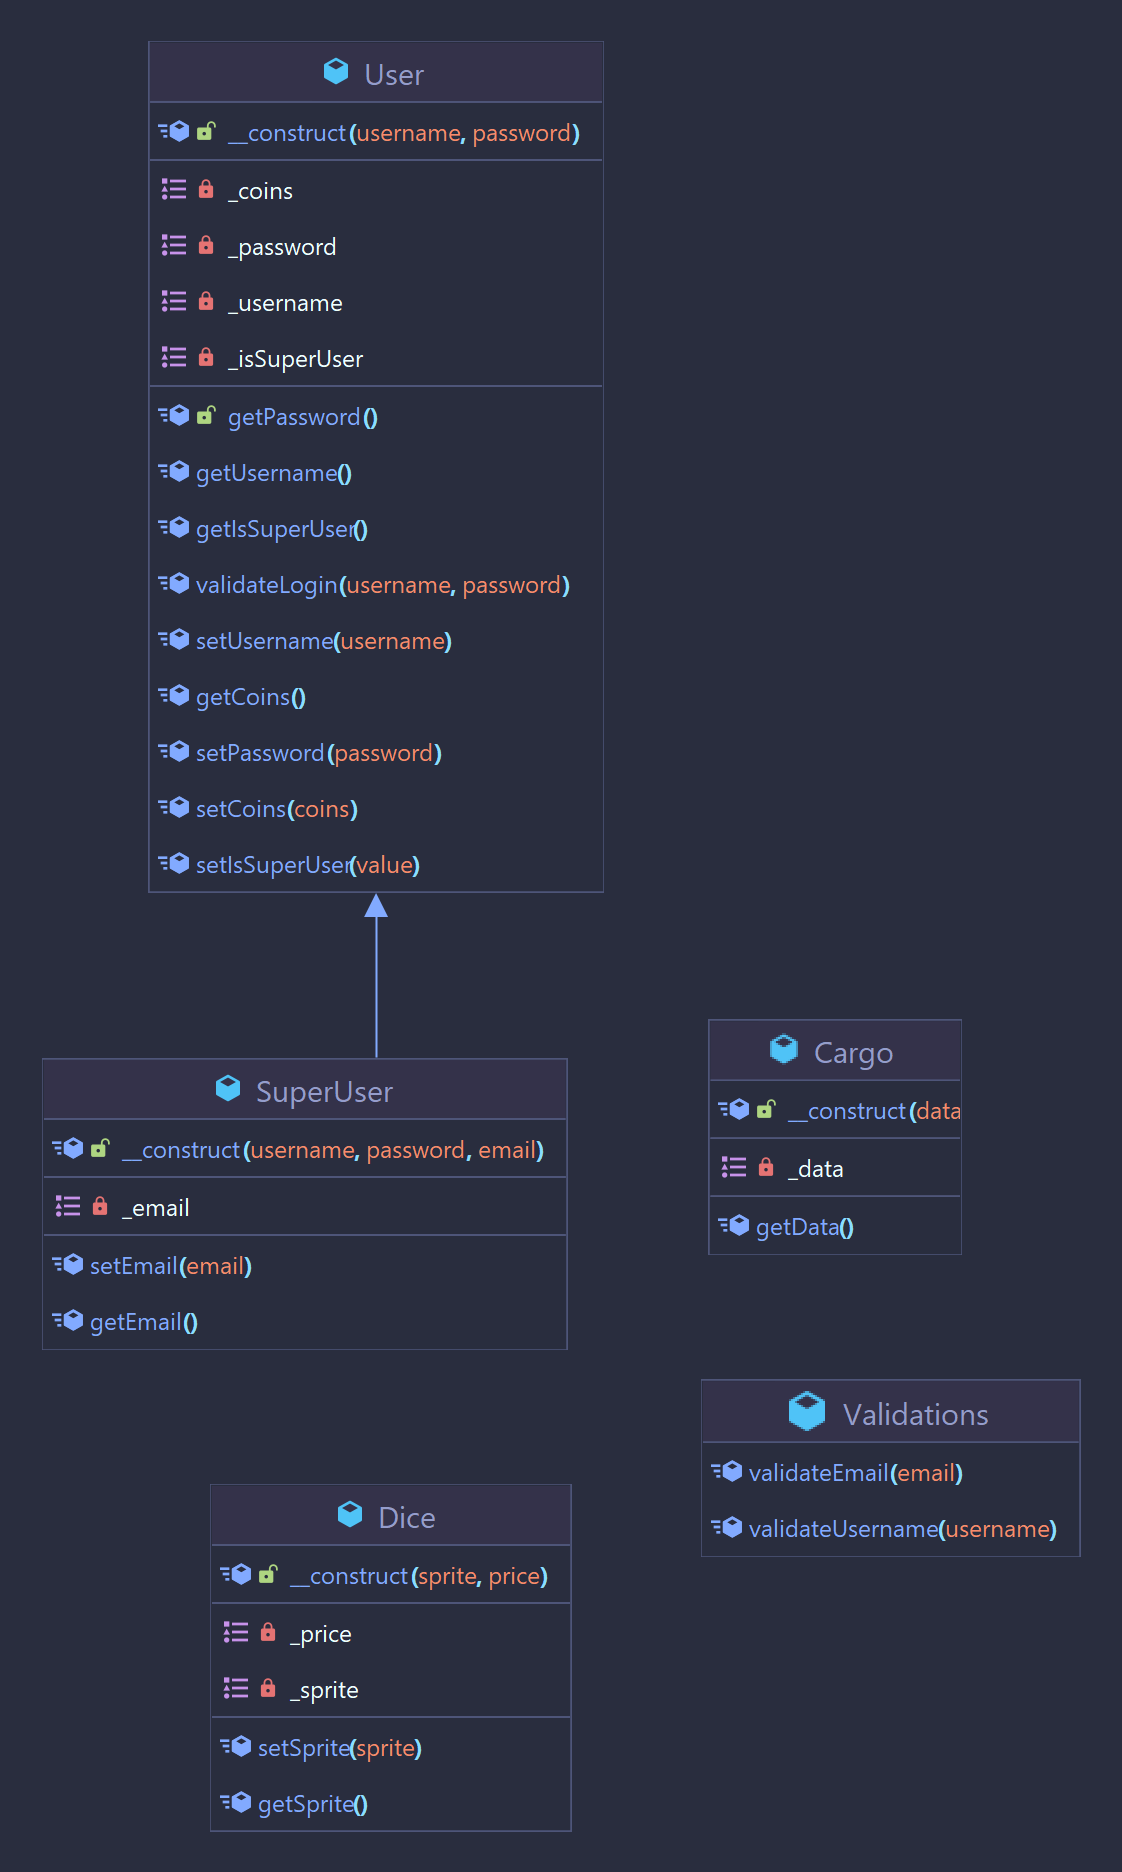 User
__construct(username, password)
_coins
_password
_username
_isSuperUser
getPassword()
getUsername()
getIsSuperUser()
validateLogin(username, password)
setUsername(username)
getCoins()
setPassword(password)
setCoins(coins)
setIsSuperUser(value)
SuperUser
__construct(username, password, email)
_email
setEmail(email)
getEmail()
Cargo
__construct(data
_data
getData()
Validations
validateEmail(email)
validateUsername(username)
Dice
__construct(sprite, price)
_price
_sprite
setSprite(sprite)
getSprite()